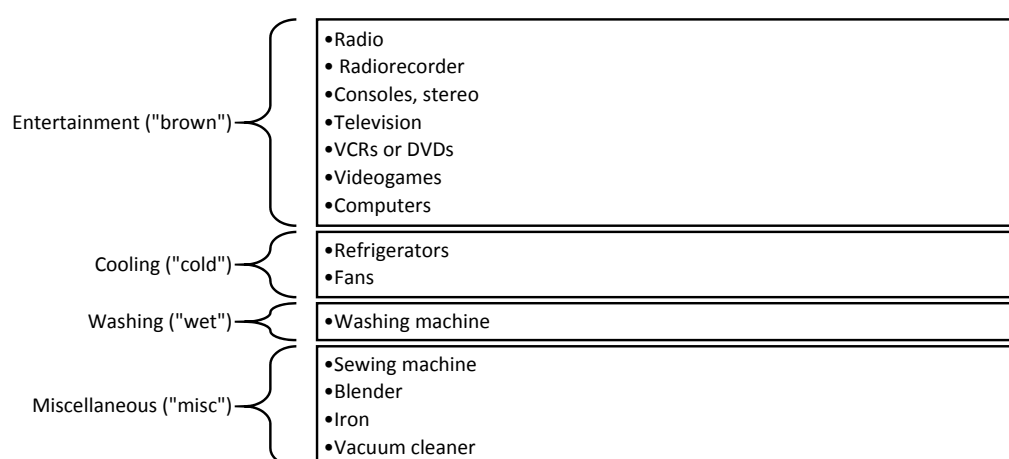 Entertainment ("brown")
•Radio
• Radiorecorder
•Consoles, stereo
•Television
•VCRs or DVDs
•Videogames
•Computers
Cooling ("cold")
•Refrigerators
•Fans
Washing ("wet")
•Washing machine
Miscellaneous ("misc")
•Sewing machine
•Blender
•Iron
•Vacuum cleaner